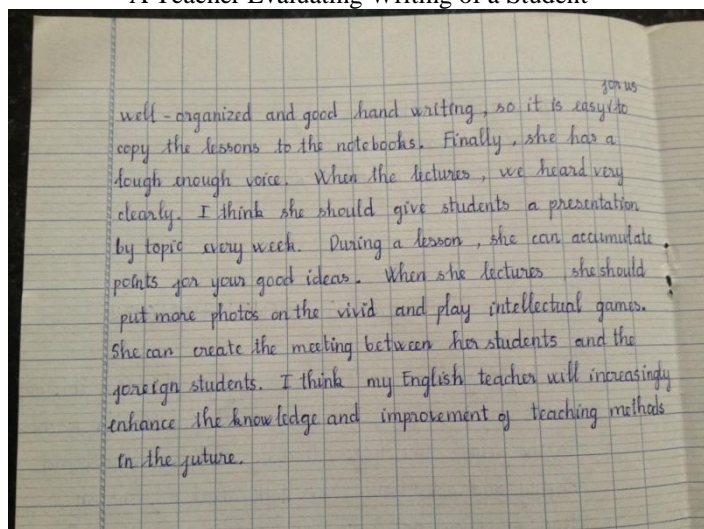 A Teacher Evaluating Writing of a Student
for us
well-organized and good hand writing, so it is easy to
copy the lessons to the notebooks. Finally, she has a
lough enough voice. When the lectures, we heard very
clearly. I think she should give students a presentation
by topic every week. During a lesson, she can accumulate
points for your good ideas. When she lectures she should
put more photos on the vivid and play intellectual games.
She can create the meeting between her students and the
foreign students. I think my English teacher will increasingly
enhance the knowledge and improvement of teaching methods
in the future.